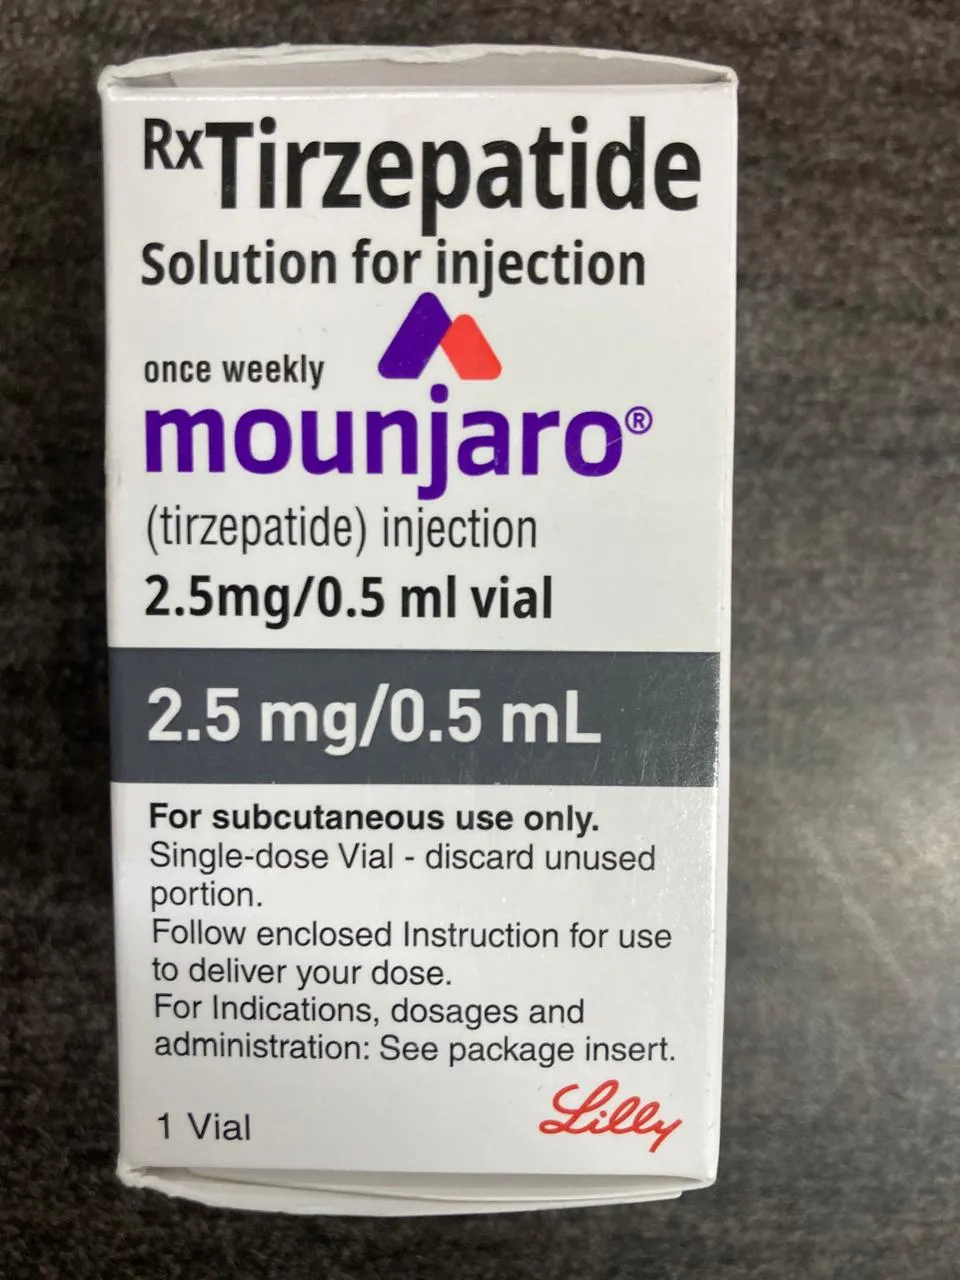 RxTirzepatide
Solution for injection
once weekly
mounjaro®
(tirzepatide) injection
2.5mg/0.5 ml vial
2.5 mg/0.5 mL
For subcutaneous use only.
Single-dose Vial - discard unused
portion.
Follow enclosed Instruction for use
to deliver your dose.
For Indications, dosages and
administration: See package insert.
1 Vial
Lilly